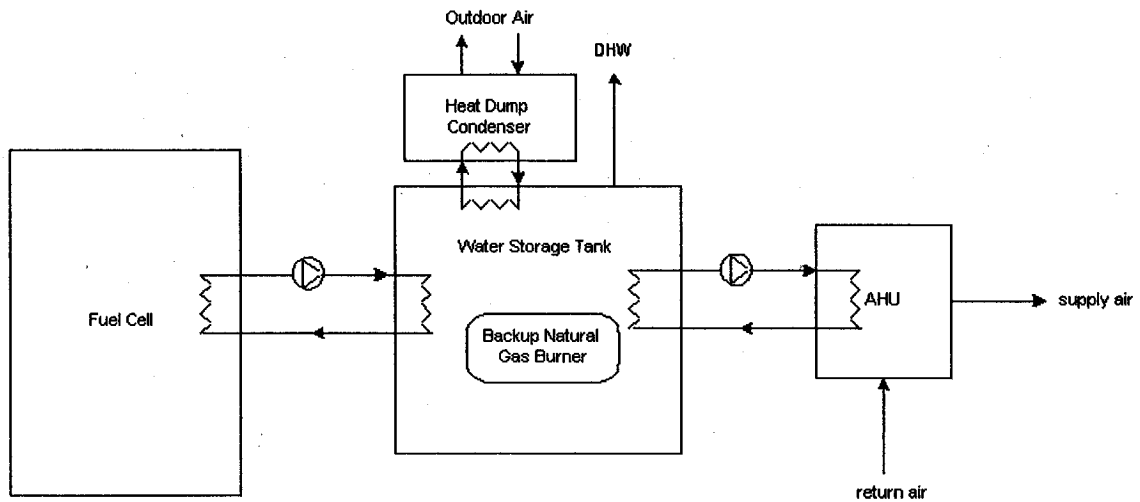 Outdoor Air
DHW
Heat Dump
Condenser
Water Storage Tank
Fuel Cell
AHU
supply air
Backup Natural
Gas Burner
return air